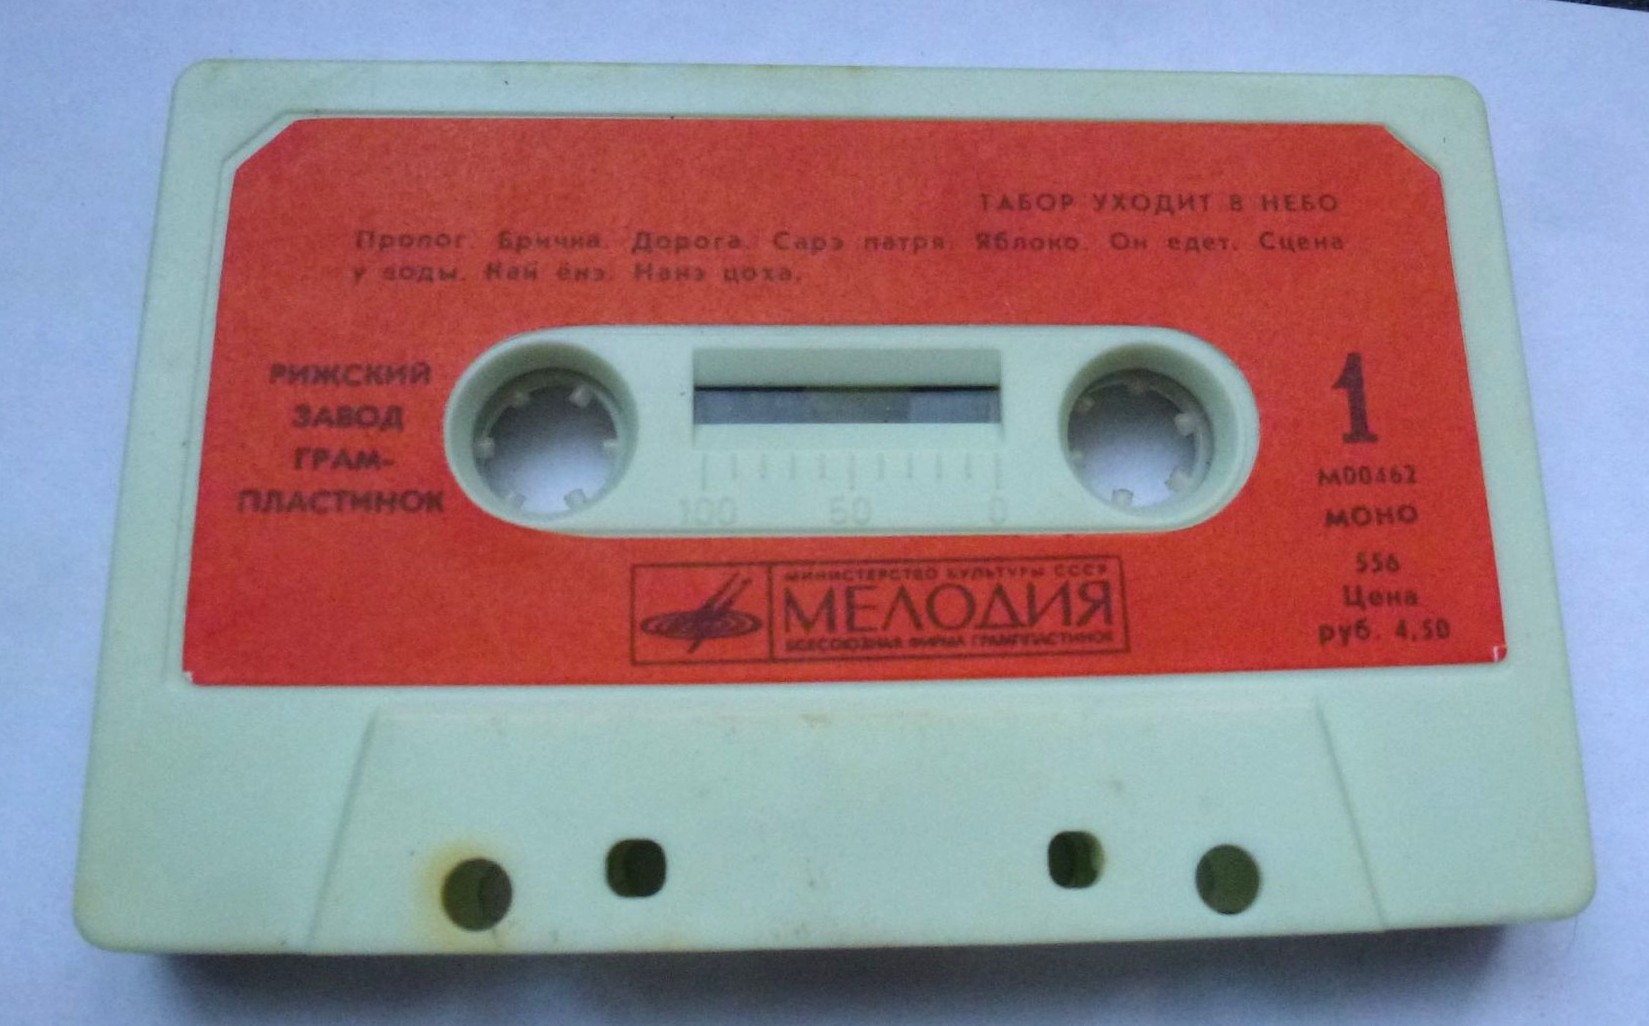 ТАБОР УХОДИТ В НЕБО
Пролог. Бричка. Дорога. Сарэ патря. Яблоко. Он едет. Сцена
у воды. Най ёнэ. Нанэ цоха.
РИЖСКИЙ
ЗАВОД
ГРАМ-
ПЛАСТИНОК
1
М00462
МОНО
100 50 0
556
Цена
руб. 4,50
МИНИСТЕРСТВО КУЛЬТУРЫ СССР
МЕЛОДИЯ
ВСЕСОЮЗНАЯ ФИРМА ГРАМПЛАСТИНОК